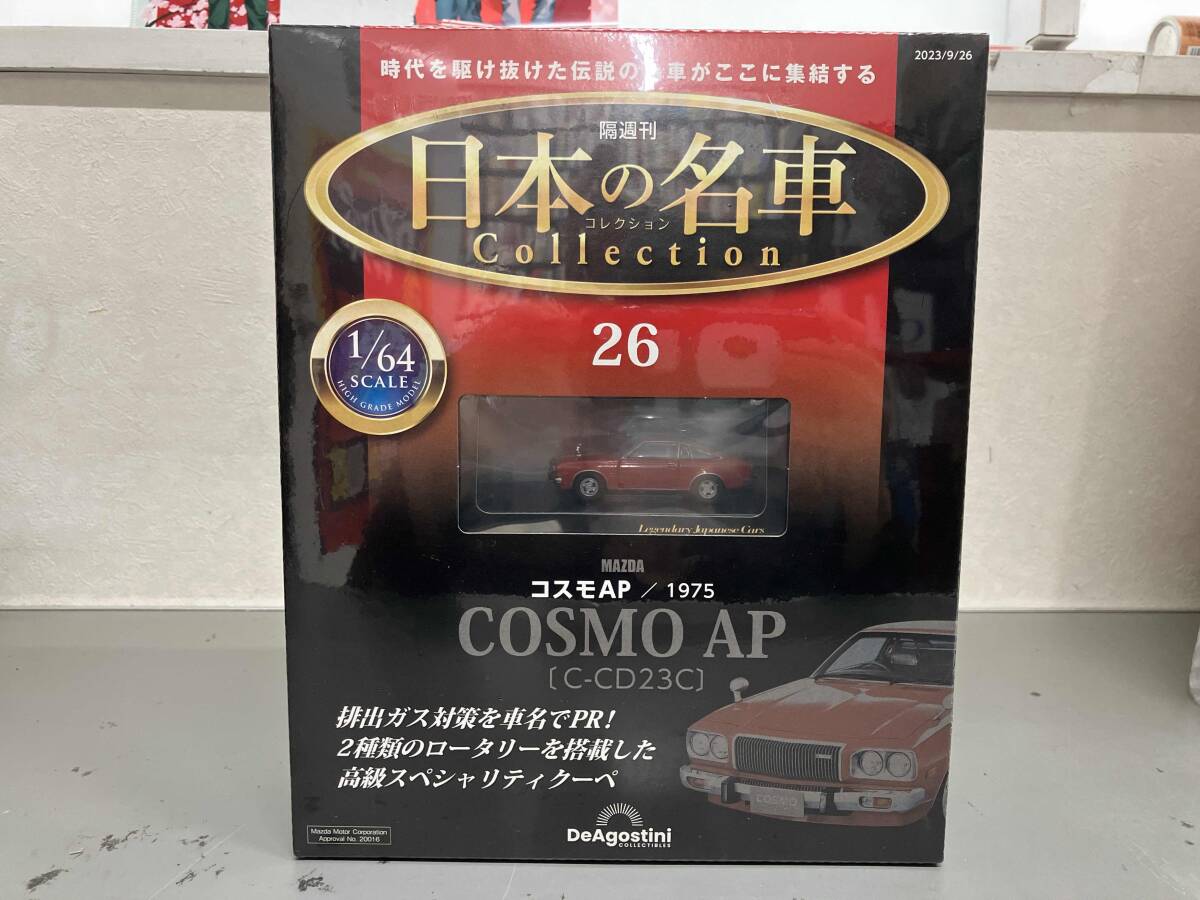 2023/9/26
時代を駆け抜けた伝説の 車がここに集結する
隔週刊
日本の名車
コレクション
Collection
26
1/64
SCALE
HIGH GRADE MODEL
Legendary Japanese Cars
MAZDA
コスモAP / 1975
COSMO AP
[C-CD23C]
排出ガス対策を車名でPR!
2種類のロータリーを搭載した
高級スペシャリティクーペ
COSMO
Mazda Motor Corporation
Approval No. 20016
DeAgostini
COLLECTIBLES